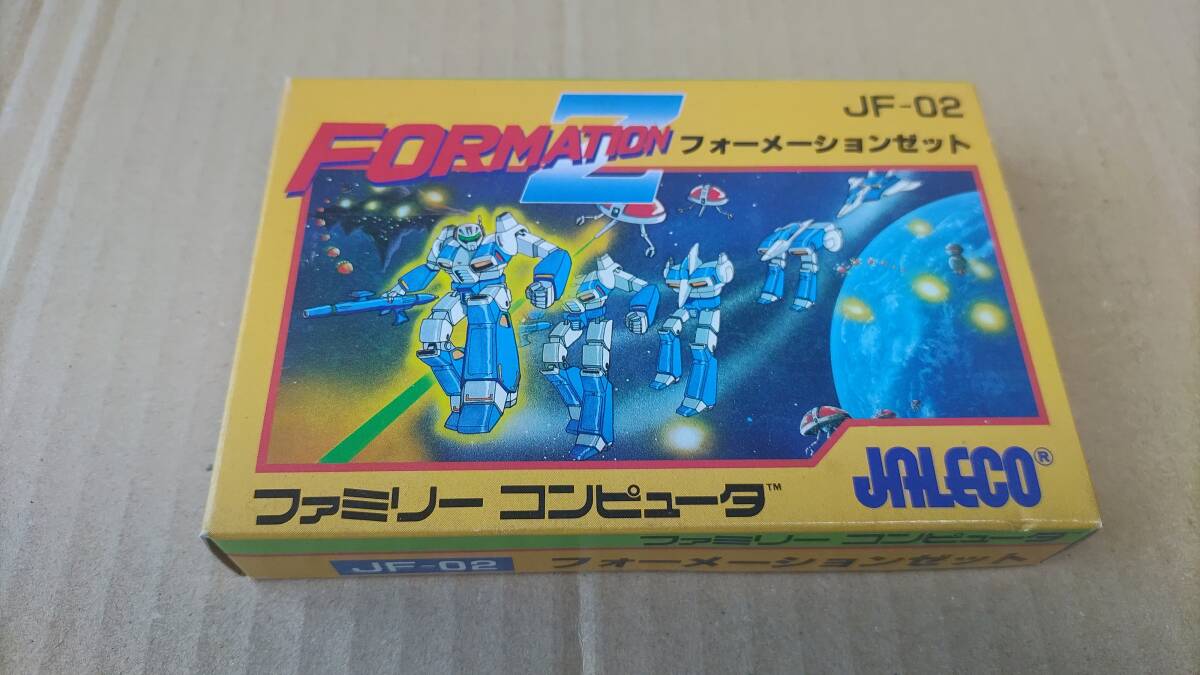 JF-02
FORMATION Z
フォーメーションゼット
JALECO®
ファミリー コンピュータ™
ファミリー コンピュータ
JF-02
フォーメーションゼット